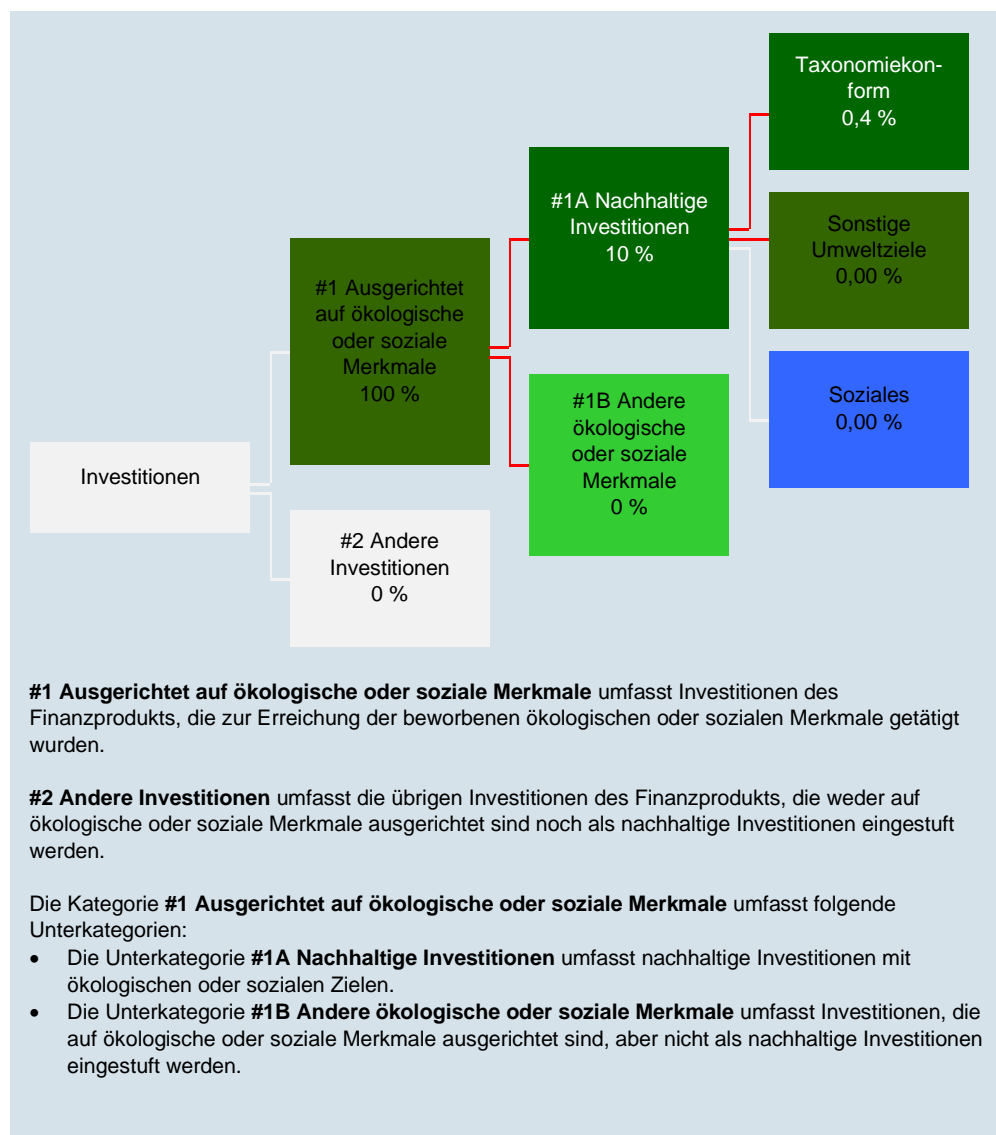 Taxonomiekon-
form
0,4 %
#1A Nachhaltige
Investitionen
10 %
Sonstige
Umweltziele
0,00 %
#1 Ausgerichtet
auf ökologische
oder soziale
Merkmale
100 %
Soziales
0,00 %
#1B Andere
ökologische
oder soziale
Merkmale
0 %
Investitionen
#2 Andere
Investitionen
0 %
#1 Ausgerichtet auf ökologische oder soziale Merkmale umfasst Investitionen des
Finanzprodukts, die zur Erreichung der beworbenen ökologischen oder sozialen Merkmale getätigt
wurden.
#2 Andere Investitionen umfasst die übrigen Investitionen des Finanzprodukts, die weder auf
ökologische oder soziale Merkmale ausgerichtet sind noch als nachhaltige Investitionen eingestuft
werden.
Die Kategorie #1 Ausgerichtet auf ökologische oder soziale Merkmale umfasst folgende
Unterkategorien:
• Die Unterkategorie #1A Nachhaltige Investitionen umfasst nachhaltige Investitionen mit
ökologischen oder sozialen Zielen.
• Die Unterkategorie #1B Andere ökologische oder soziale Merkmale umfasst Investitionen, die
auf ökologische oder soziale Merkmale ausgerichtet sind, aber nicht als nachhaltige Investitionen
eingestuft werden.